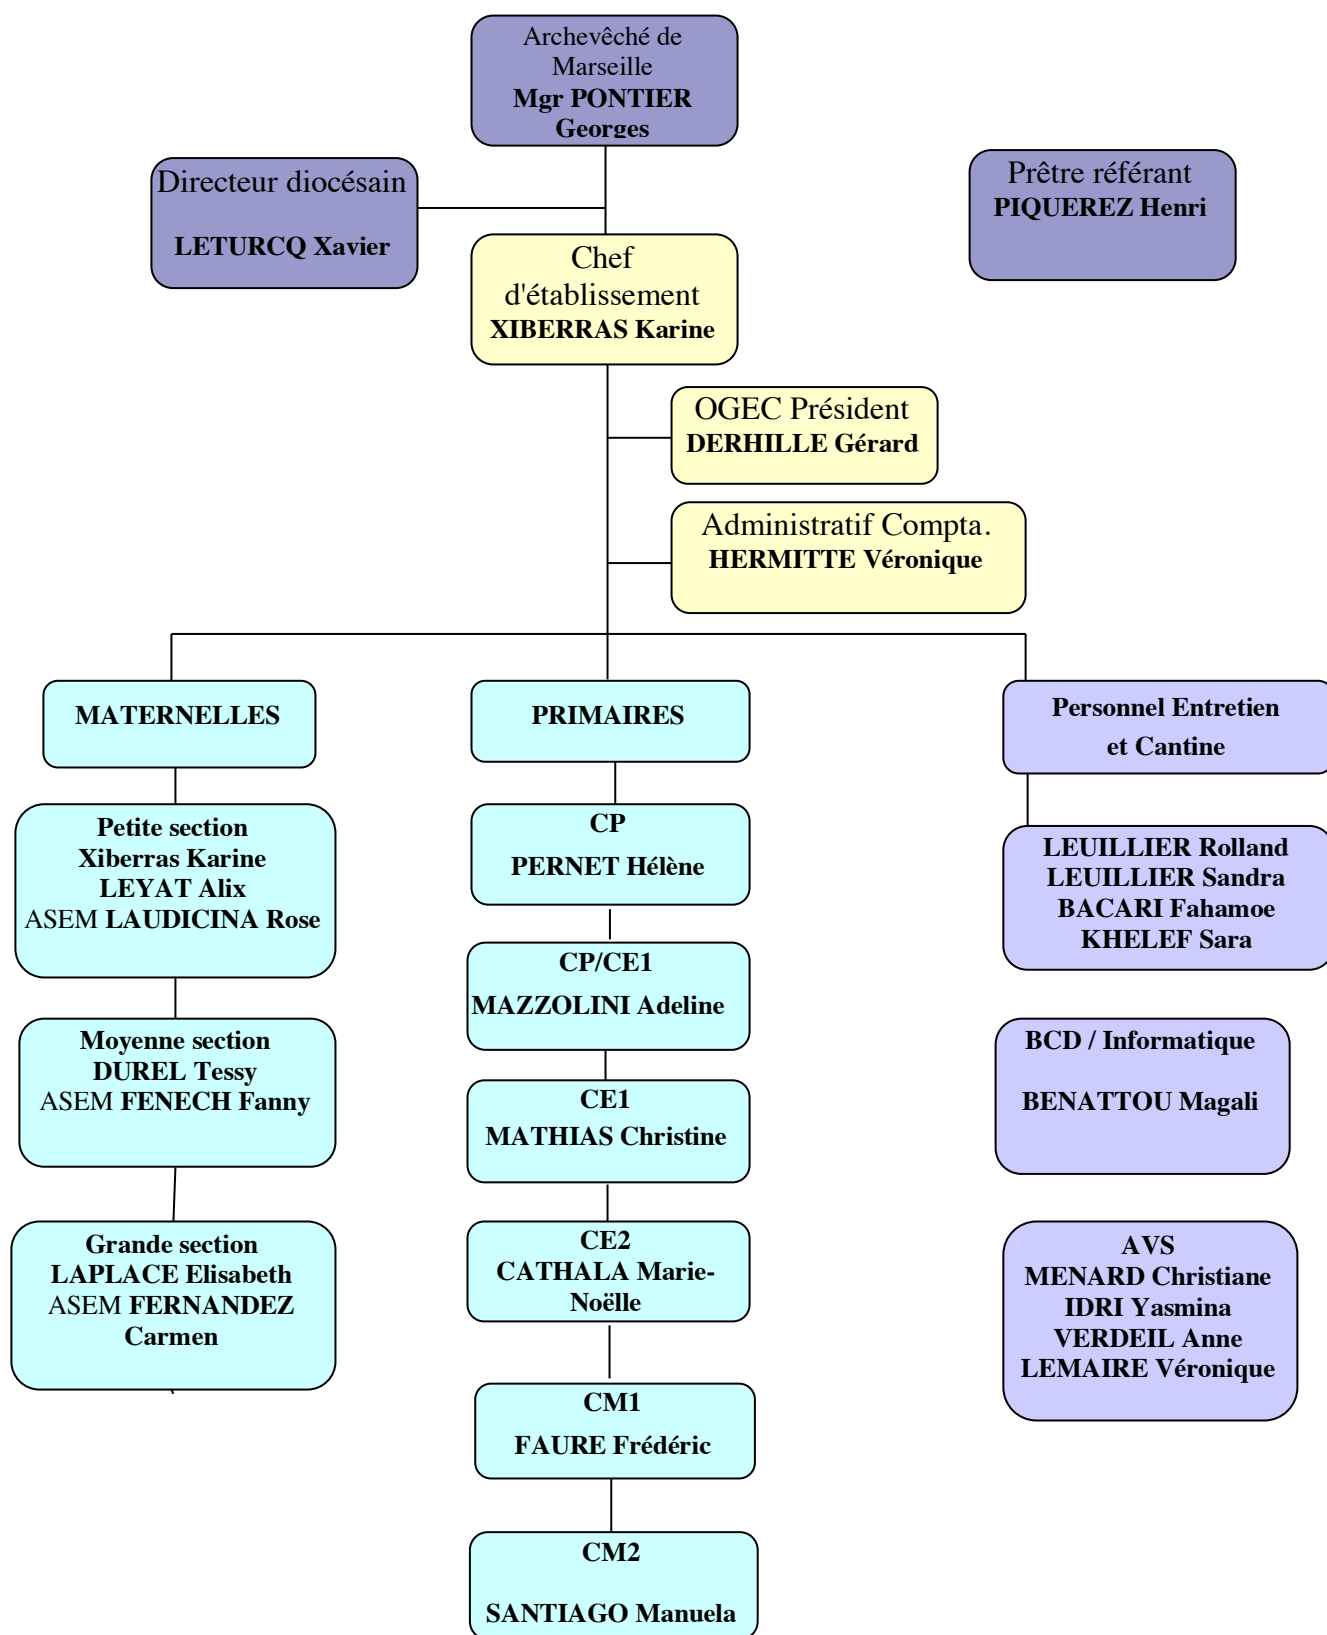 Archevêché de
Marseille
Mgr PONTIER
Georges
Directeur diocésain
LETURCQ Xavier
Prêtre référant
PIQUEREZ Henri
Chef
d'établissement
XIBERRAS Karine
OGEC Président
DERHILLE Gérard
Administratif Compta.
HERMITTE Véronique
MATERNELLES
Petite section
Xiberras Karine
LEYAT Alix
ASEM LAUDICINA Rose
Moyenne section
DUREL Tessy
ASEM FENECH Fanny
Grande section
LAPLACE Elisabeth
ASEM FERNANDEZ
Carmen
PRIMAIRES
CP
PERNET Hélène
CP/CE1
MAZZOLINI Adeline
CE1
MATHIAS Christine
CE2
CATHALA Marie-
Noëlle
CM1
FAURE Frédéric
CM2
SANTIAGO Manuela
Personnel Entretien
et Cantine
LEUILLIER Rolland
LEUILLIER Sandra
BACARI Fahamoe
KHELEF Sara
BCD / Informatique
BENATTOU Magali
AVS
MENARD Christiane
IDRI Yasmina
VERDEIL Anne
LEMAIRE Véronique